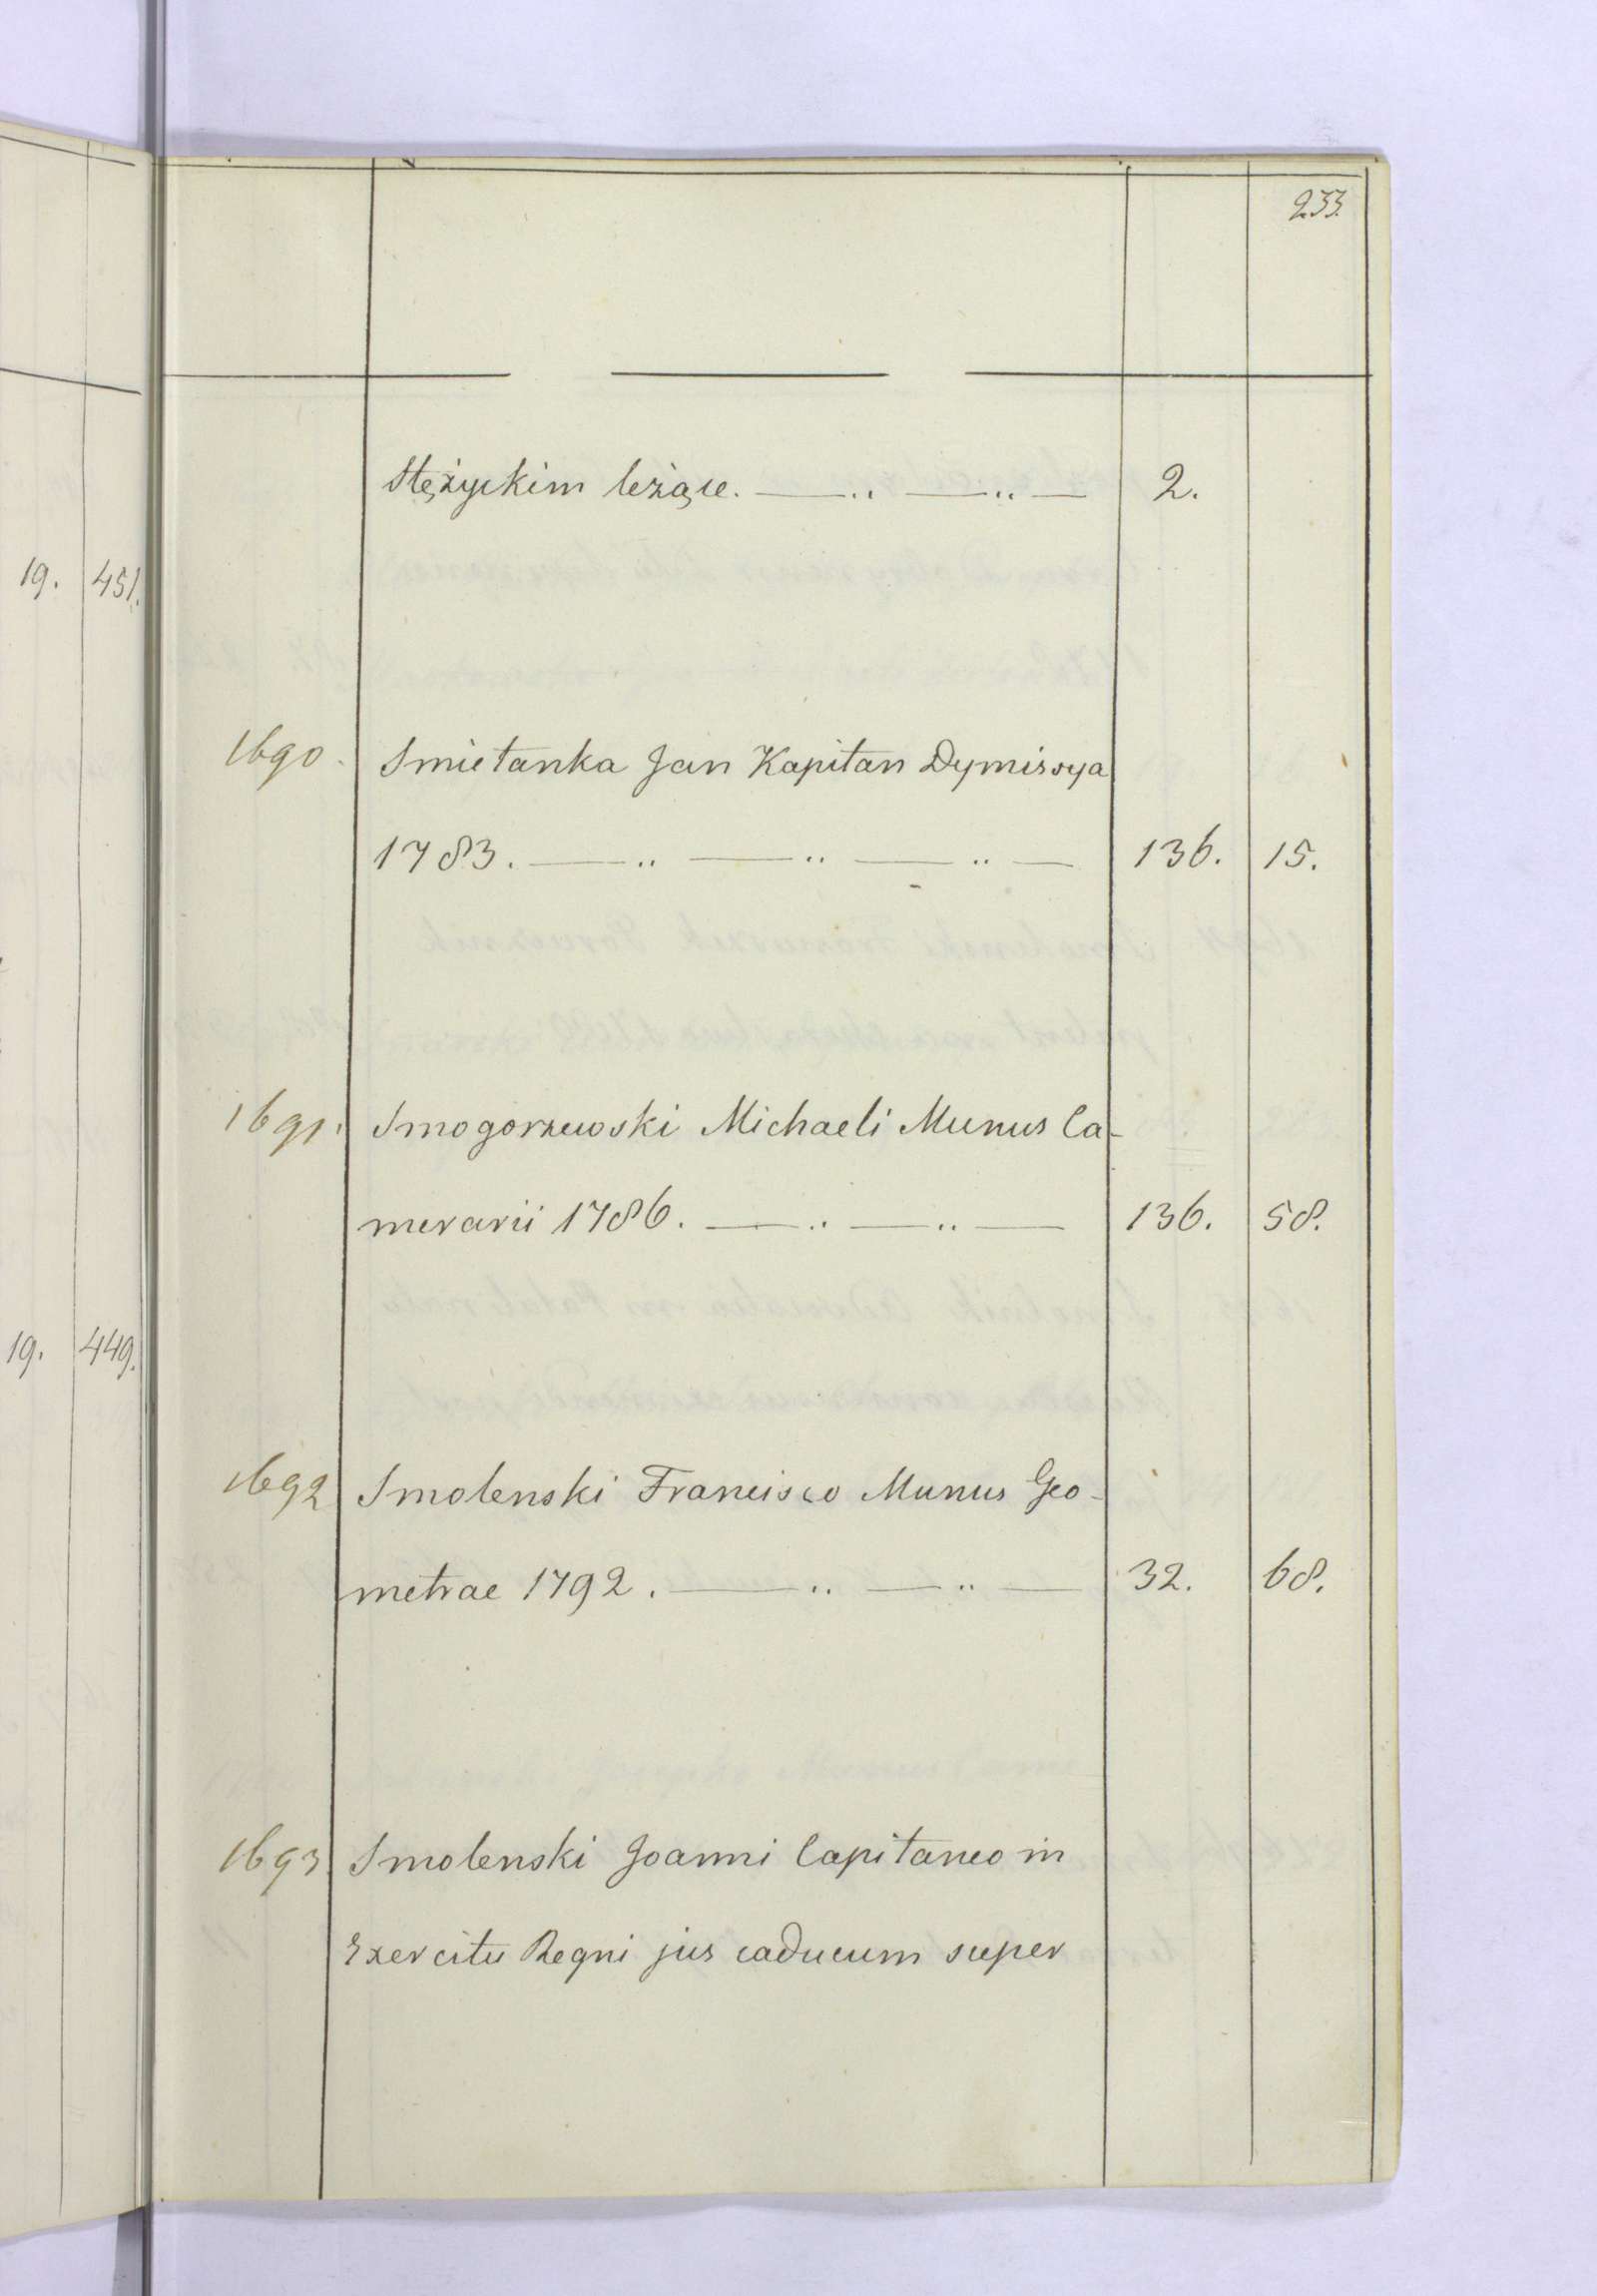 233.
Stężyckim leżące. —— ,, —— ,, — 2.
19. 451.
1690. Smietanka Jan Kapitan Dymissya
1783. —— ,, —— ,, —— ,, — 136. 15.
1691. Smogorzewski Michaeli Munus Ca-
merarii 1786. —— ,, —— ,, —— 136. 58.
19. 449.
1692 Smolenski Francisco Munus Geo-
metrae 1792. —— ,, —— ,, —— 32. 68.
1693 Smolenski Joanni Capitaneo in
Exercitu Regni jus caducum super